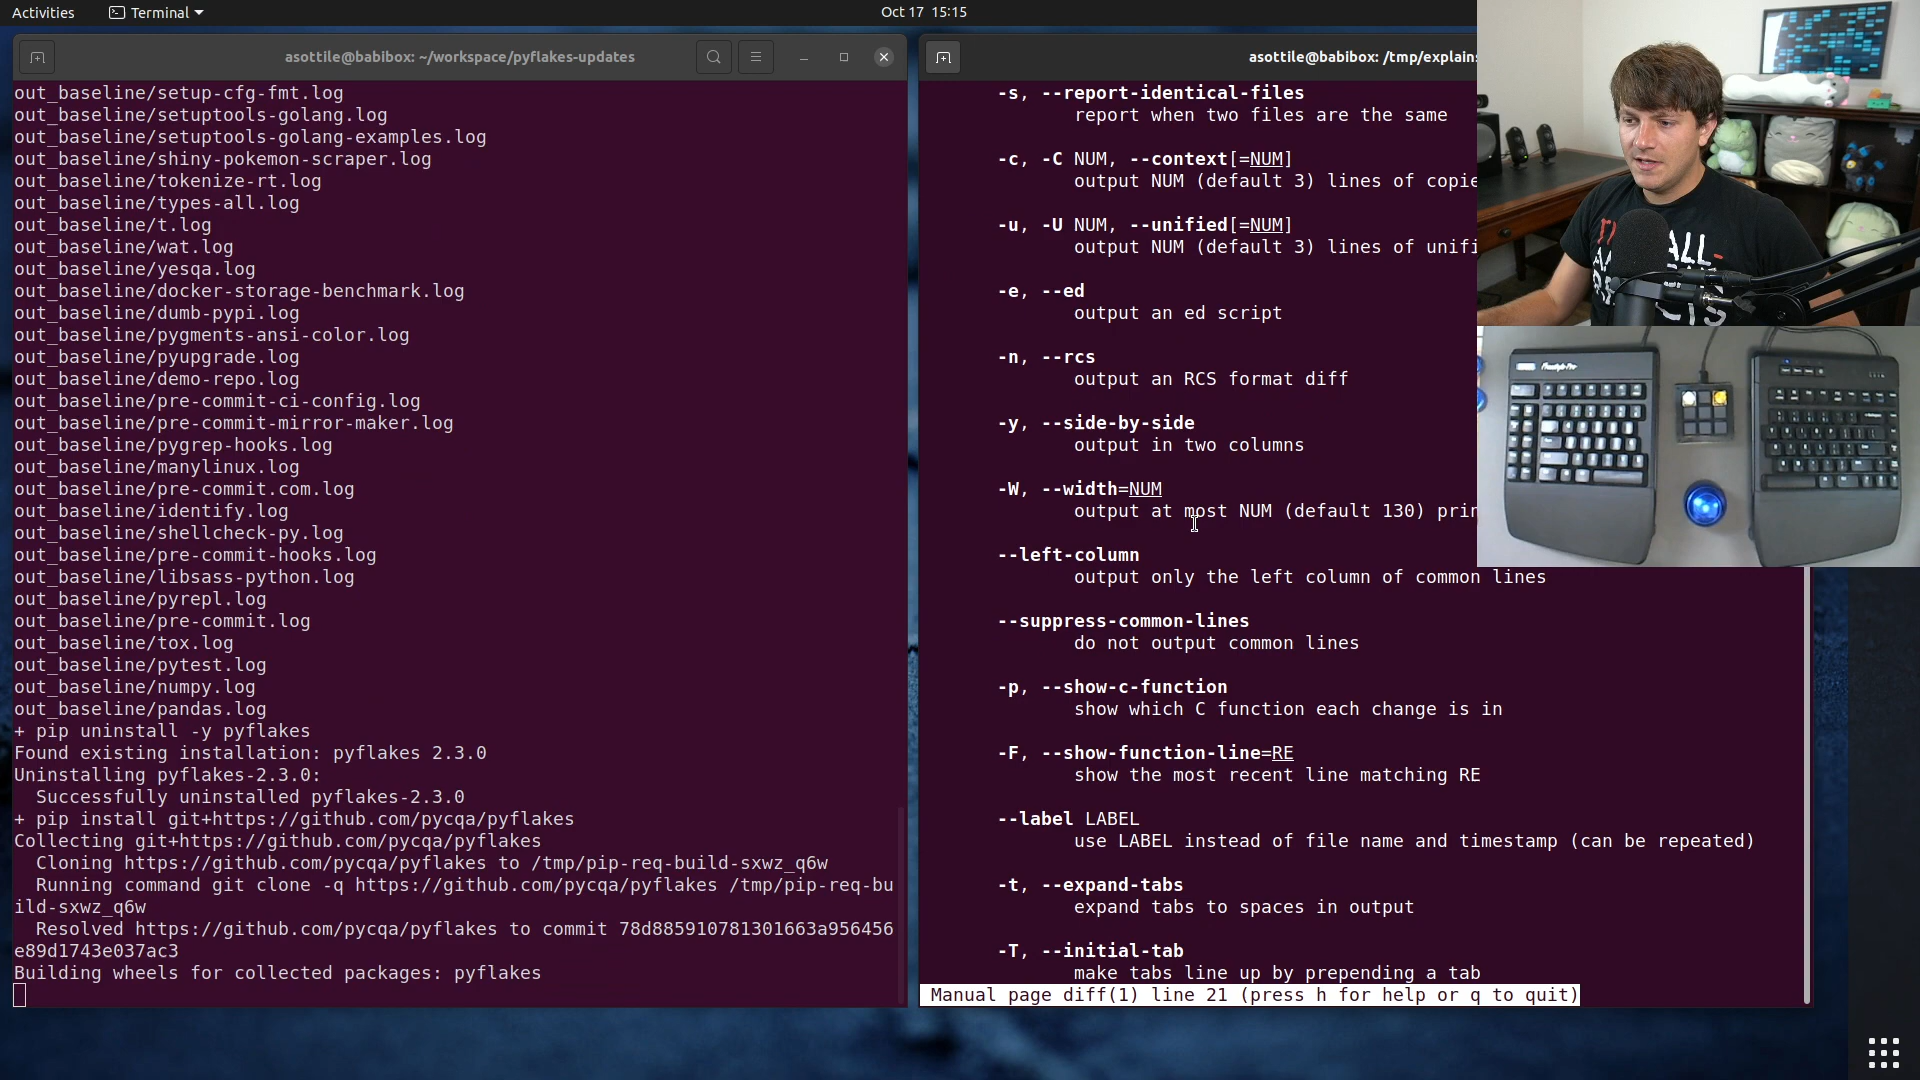 Activities
Terminal
Oct 17 15:15
asottile@babibox: ~/workspace/pyflakes-updates
out_baseline/setup-cfg-fmt.log
out_baseline/setuptools-golang.log
out_baseline/setuptools-golang-examples.log
out_baseline/shiny-pokemon-scraper.log
out_baseline/tokenize-rt.log
out_baseline/types-all.log
out_baseline/t.log
out_baseline/wat.log
out_baseline/yesqa.log
out_baseline/docker-storage-benchmark.log
out_baseline/dumb-pypi.log
out_baseline/pygments-ansi-color.log
out_baseline/pyupgrade.log
out_baseline/demo-repo.log
out_baseline/pre-commit-ci-config.log
out_baseline/pre-commit-mirror-maker.log
out_baseline/pygrep-hooks.log
out_baseline/manylinux.log
out_baseline/pre-commit.com.log
out_baseline/identify.log
out_baseline/shellcheck-py.log
out_baseline/pre-commit-hooks.log
out_baseline/libsass-python.log
out_baseline/pyrepl.log
out_baseline/pre-commit.log
out_baseline/tox.log
out_baseline/pytest.log
out_baseline/numpy.log
out_baseline/pandas.log
+ pip uninstall -y pyflakes
Found existing installation: pyflakes 2.3.0
Uninstalling pyflakes-2.3.0:
  Successfully uninstalled pyflakes-2.3.0
+ pip install git+https://github.com/pycqa/pyflakes
Collecting git+https://github.com/pycqa/pyflakes
  Cloning https://github.com/pycqa/pyflakes to /tmp/pip-req-build-sxwz_q6w
  Running command git clone -q https://github.com/pycqa/pyflakes /tmp/pip-req-bu
ild-sxwz_q6w
  Resolved https://github.com/pycqa/pyflakes to commit 78d885910781301663a956456
e89d1743e037ac3
Building wheels for collected packages: pyflakes
asottile@babibox: /tmp/explains
-s, --report-identical-files
report when two files are the same
-c, -C NUM, --context[=NUM]
output NUM (default 3) lines of copie
-u, -U NUM, --unified[=NUM]
output NUM (default 3) lines of unifi
-e, --ed
output an ed script
-n, --rcs
output an RCS format diff
-y, --side-by-side
output in two columns
-W, --width=NUM
output at most NUM (default 130) prin
--left-column
output only the left column of common lines
--suppress-common-lines
do not output common lines
-p, --show-c-function
show which C function each change is in
-F, --show-function-line=RE
show the most recent line matching RE
--label LABEL
use LABEL instead of file name and timestamp (can be repeated)
-t, --expand-tabs
expand tabs to spaces in output
-T, --initial-tab
make tabs line up by prepending a tab
Manual page diff(1) line 21 (press h for help or q to quit)
Freestyle Pro